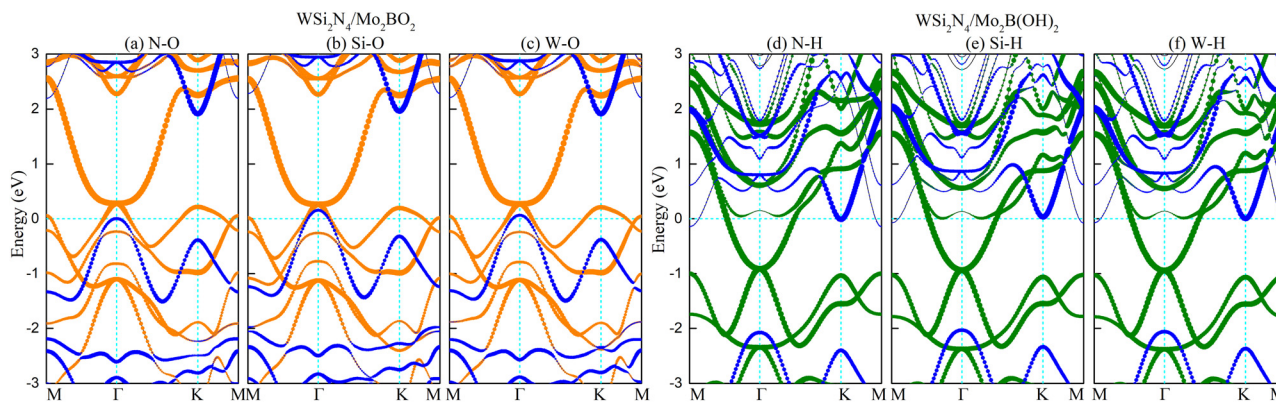 WSi₂N₄/Mo₂BO₂
WSi₂N₄/Mo₂B(OH)₂
(a) N-O
(b) Si-O
(c) W-O
(d) N-H
(e) Si-H
(f) W-H
Energy (eV)
3
2
1
0
-1
-2
-3
M Γ K M
M Γ K M
M Γ K M
Energy (eV)
3
2
1
0
-1
-2
-3
M Γ K M
M Γ K M
M Γ K M